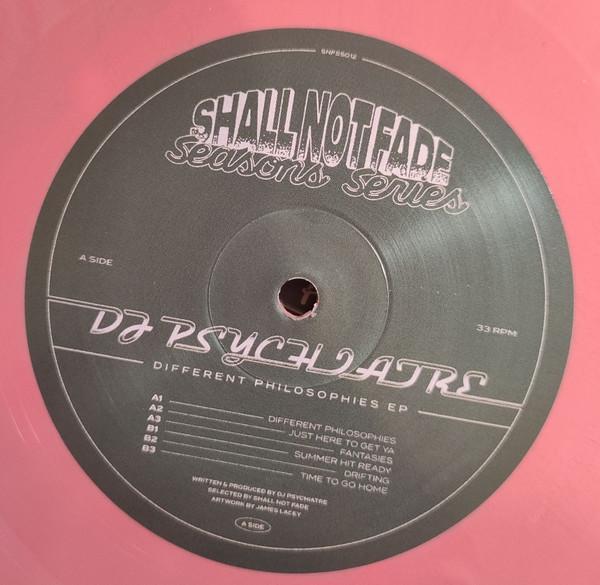 SNFSS012
SHALL NOT FADE
Seasons Series
A SIDE
33 RPM
DJ PSYCHIATRE
DIFFERENT PHILOSOPHIES EP
A1 DIFFERENT PHILOSOPHIES
A2 JUST HERE TO GET YA
A3 FANTASIES
B1 SUMMER HIT READY
B2 DRIFTING
B3 TIME TO GO HOME
WRITTEN & PRODUCED BY DJ PSYCHIATRE
SELECTED BY SHALL NOT FADE
ARTWORK BY JAMES LACEY
A SIDE